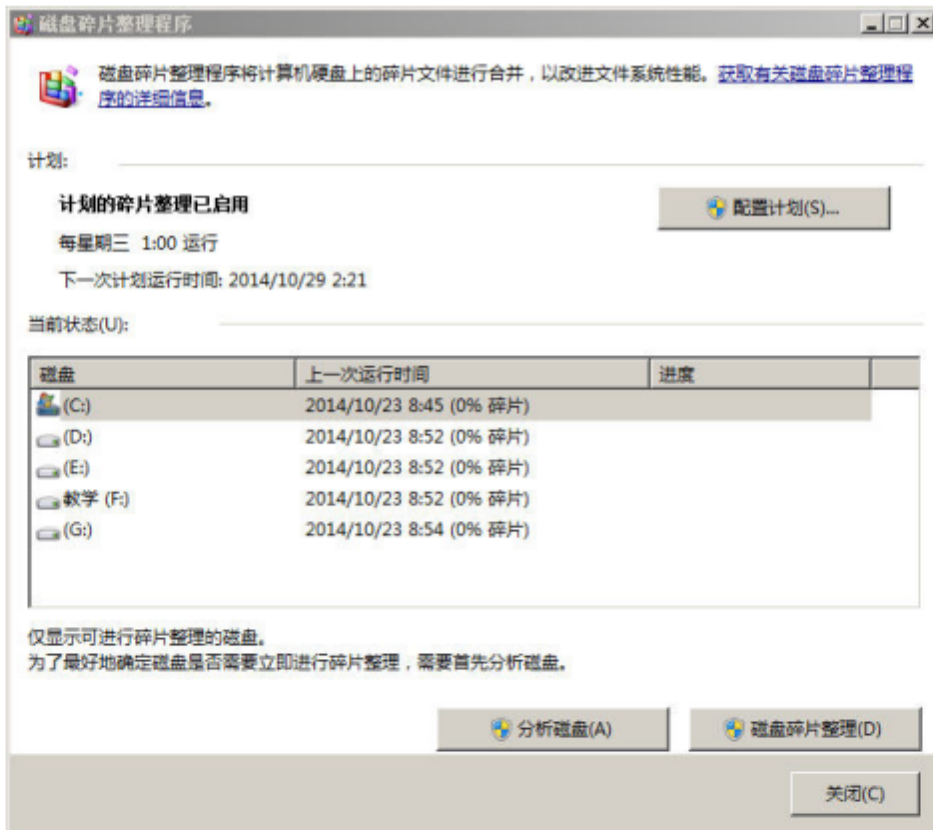 磁盘碎片整理程序
磁盘碎片整理程序将计算机硬盘上的碎片文件进行合并，以改进文件系统性能。获取有关磁盘碎片整理程
序的详细信息。
计划:
计划的碎片整理已启用
配置计划(S)...
每星期三 1:00 运行
下一次计划运行时间: 2014/10/29 2:21
当前状态(U):
磁盘 上一次运行时间 进度
(C:) 2014/10/23 8:45 (0% 碎片)
(D:) 2014/10/23 8:52 (0% 碎片)
(E:) 2014/10/23 8:52 (0% 碎片)
教学 (F:) 2014/10/23 8:52 (0% 碎片)
(G:) 2014/10/23 8:54 (0% 碎片)
仅显示可进行碎片整理的磁盘。
为了最好地确定磁盘是否需要立即进行碎片整理，需要首先分析磁盘。
分析磁盘(A) 磁盘碎片整理(D)
关闭(C)